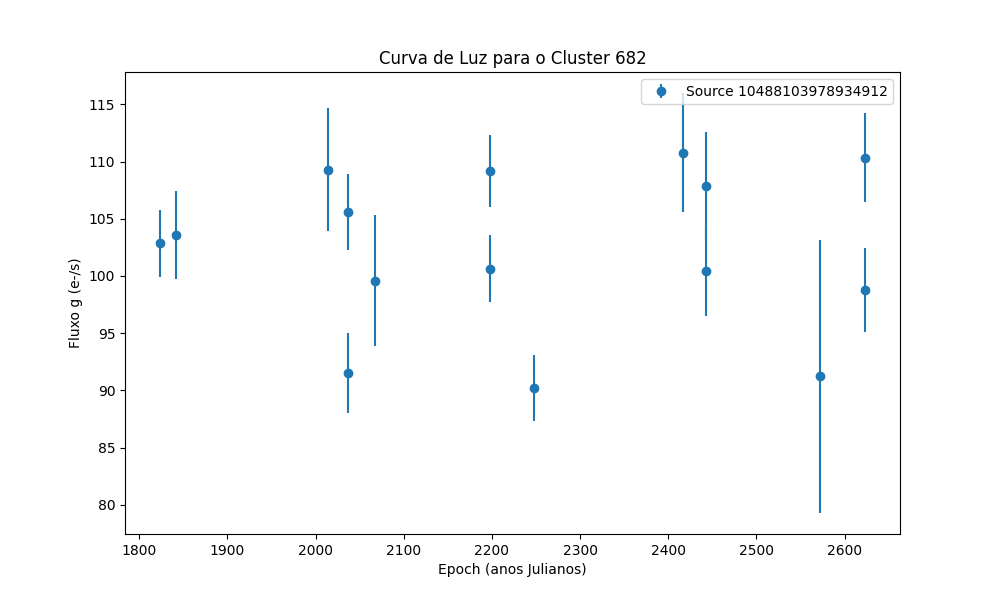 Curva de Luz para o Cluster 682
Source 10488103978934912
Fluxo g (e-/s)
115
110
105
100
95
90
85
80
1800 1900 2000 2100 2200 2300 2400 2500 2600
Epoch (anos Julianos)